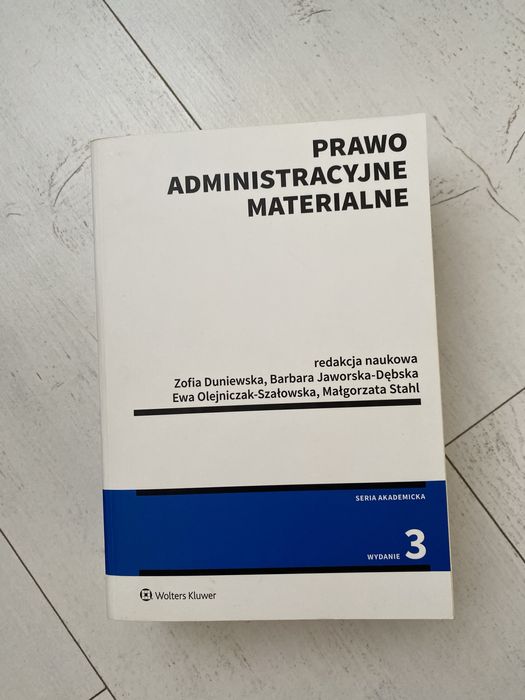 PRAWO
ADMINISTRACYJNE
MATERIALNE
redakcja naukowa
Zofia Duniewska, Barbara Jaworska-Dębska
Ewa Olejniczak-Szałowska, Małgorzata Stahl
SERIA AKADEMICKA
WYDANIE 3
Wolters Kluwer